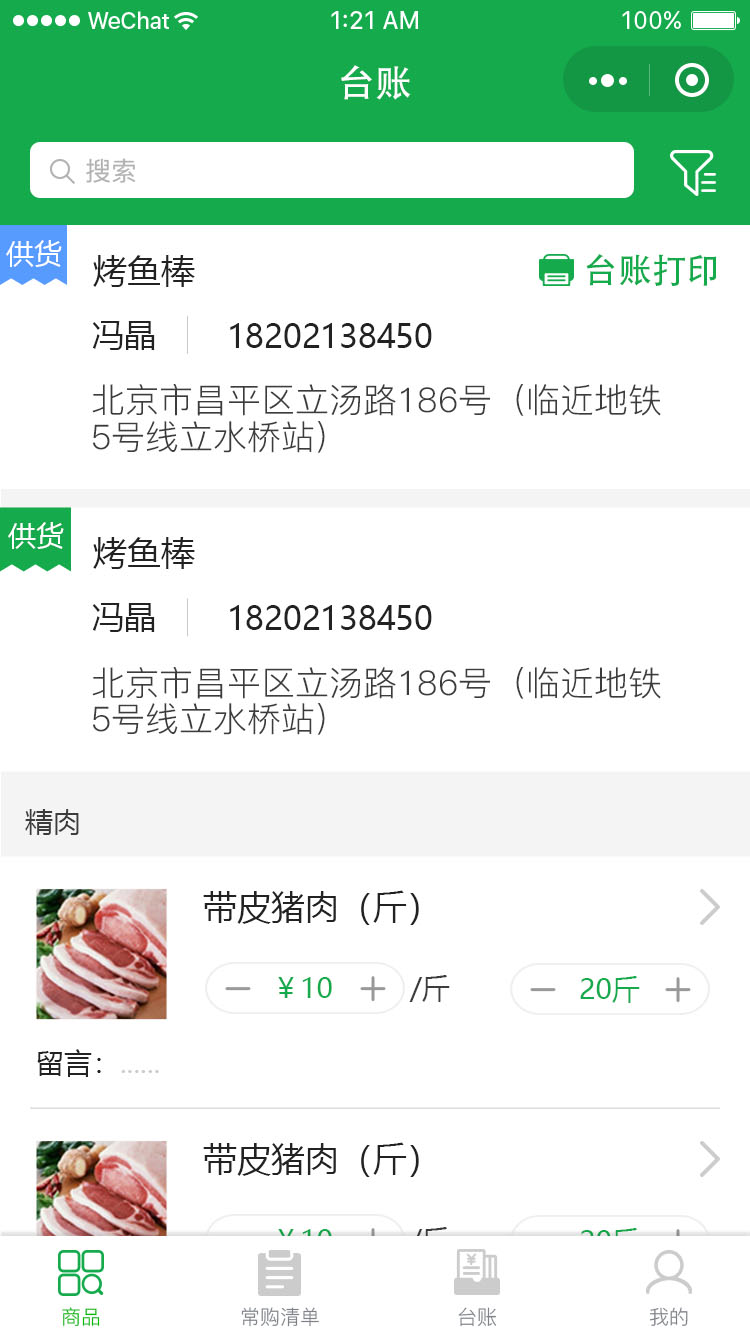 WeChat 1:21 AM 100%
台账
搜索
供货
烤鱼棒
台账打印
冯晶 18202138450
北京市昌平区立汤路186号（临近地铁
5号线立水桥站）
供货
烤鱼棒
冯晶 18202138450
北京市昌平区立汤路186号（临近地铁
5号线立水桥站）
精肉
带皮猪肉（斤）
— ¥10 + /斤 — 20斤 +
留言：......
带皮猪肉（斤）
¥10 /斤 20斤
商品 常购清单 台账 我的